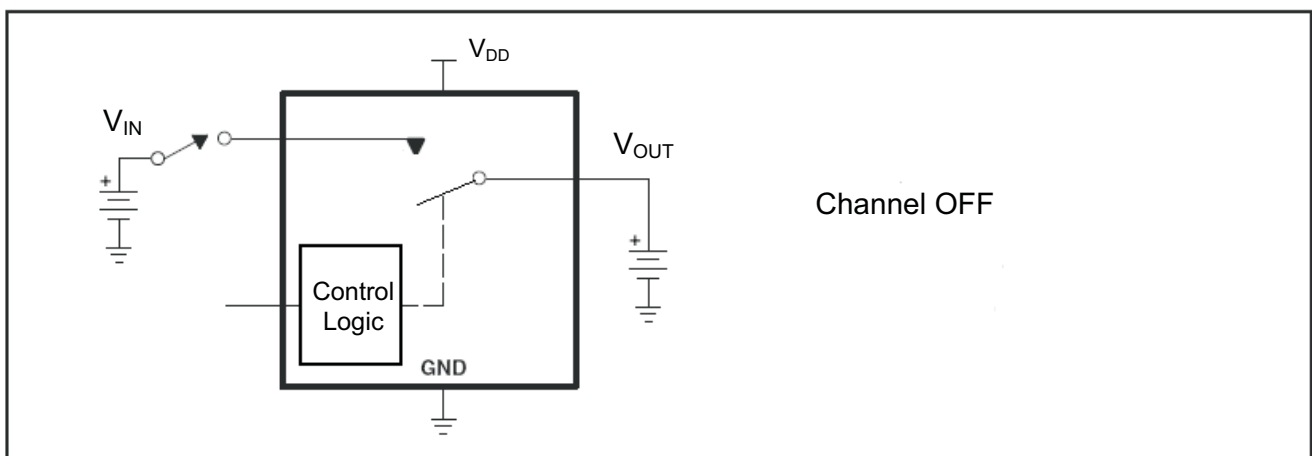 V_DD
V_IN
V_OUT
+
Channel OFF
+
Control
Logic
GND